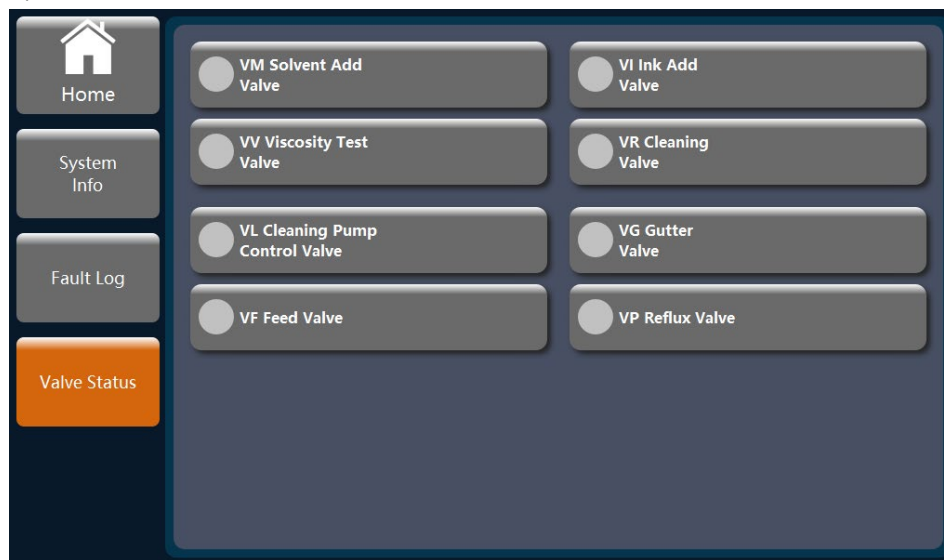 Home
System
Info
Fault Log
Valve Status
VM Solvent Add
Valve
VI Ink Add
Valve
VV Viscosity Test
Valve
VR Cleaning
Valve
VL Cleaning Pump
Control Valve
VG Gutter
Valve
VF Feed Valve
VP Reflux Valve